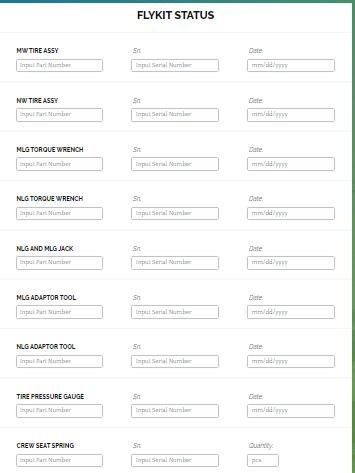 FLYKIT STATUS
MW TIRE ASSY Sn. Date.
Input Part Number Input Serial Number mm/dd/yyyy
NW TIRE ASSY Sn. Date.
Input Part Number Input Serial Number mm/dd/yyyy
MLG TORQUE WRENCH Sn. Date.
Input Part Number Input Serial Number mm/dd/yyyy
NLG TORQUE WRENCH Sn. Date.
Input Part Number Input Serial Number mm/dd/yyyy
NLG AND MLG JACK Sn. Date.
Input Part Number Input Serial Number mm/dd/yyyy
MLG ADAPTOR TOOL Sn. Date.
Input Part Number Input Serial Number mm/dd/yyyy
NLG ADAPTOR TOOL Sn. Date.
Input Part Number Input Serial Number mm/dd/yyyy
TIRE PRESSURE GAUGE Sn. Date.
Input Part Number Input Serial Number mm/dd/yyyy
CREW SEAT SPRING Sn. Quantity.
Input Part Number Input Serial Number pcs